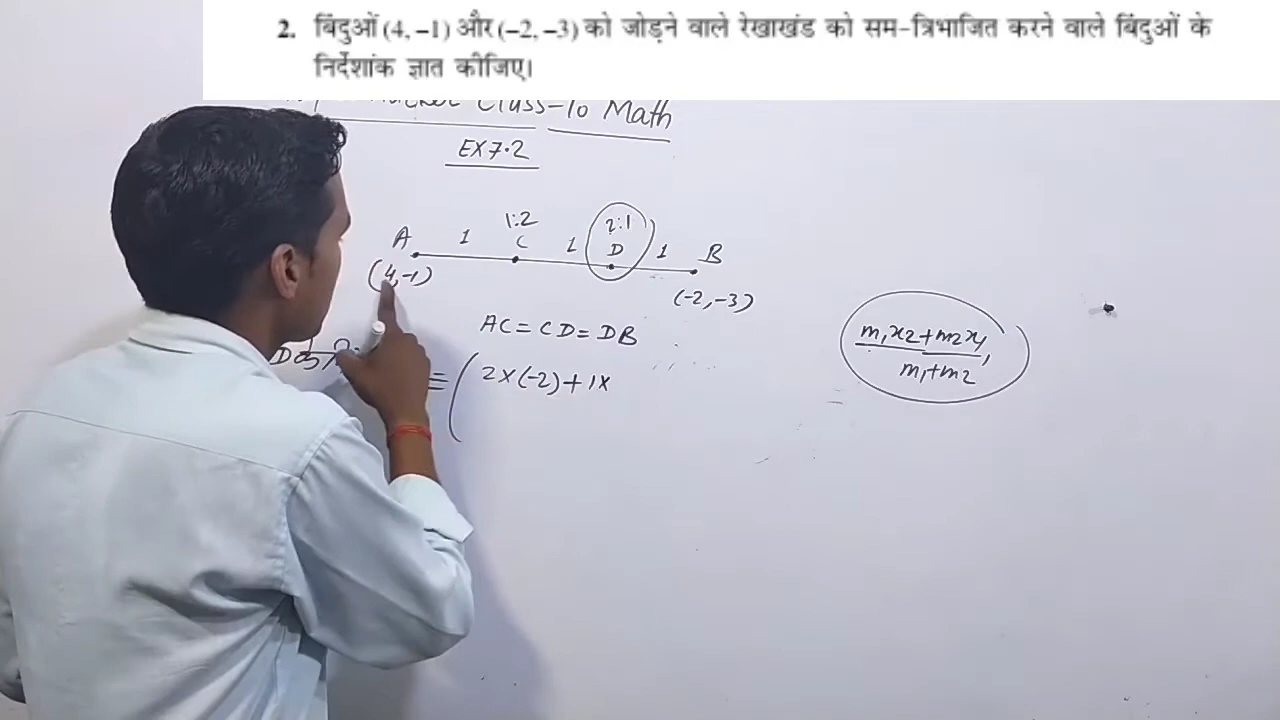 2. बिंदुओं (4, –1) और (–2, –3) को जोड़ने वाले रेखाखंड को सम-त्रिभाजित करने वाले बिंदुओं के
निर्देशांक ज्ञात कीजिए।
Class-10 Math
EX 7.2
A 1 1:2 C 1 2:1 D 1 B
(4,-1) (-2,-3)
AC = CD = DB
≡ ( 2×(-2)+1×
m₁x₂+m₂x₁,
m₁+m₂